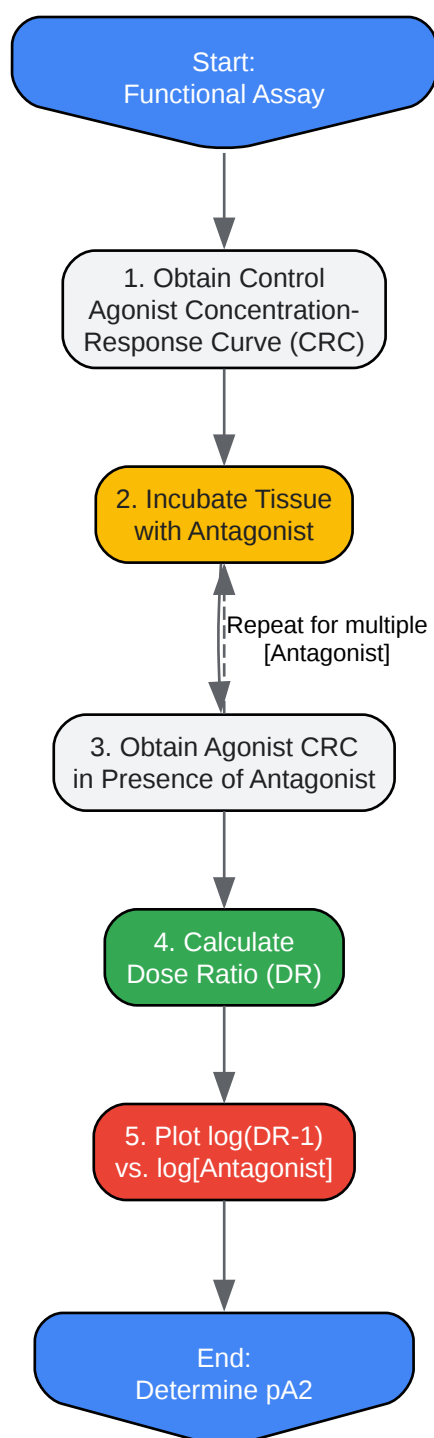 Start:
Functional Assay
1. Obtain Control
Agonist Concentration-
Response Curve (CRC)
2. Incubate Tissue
with Antagonist
Repeat for multiple
[Antagonist]
3. Obtain Agonist CRC
in Presence of Antagonist
4. Calculate
Dose Ratio (DR)
5. Plot log(DR-1)
vs. log[Antagonist]
End:
Determine pA2